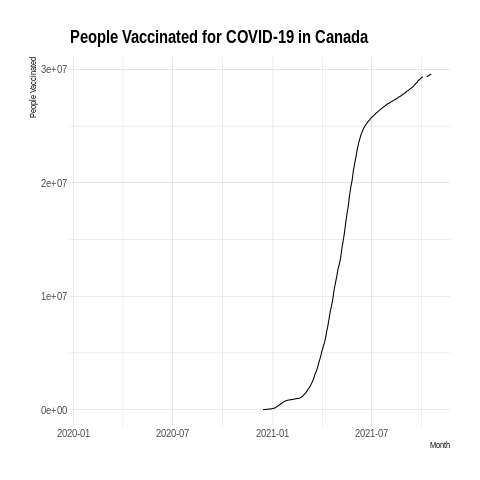 People Vaccinated for COVID-19 in Canada
People Vaccinated
3e+07
2e+07
1e+07
0e+00
2020-01 2020-07 2021-01 2021-07
Month